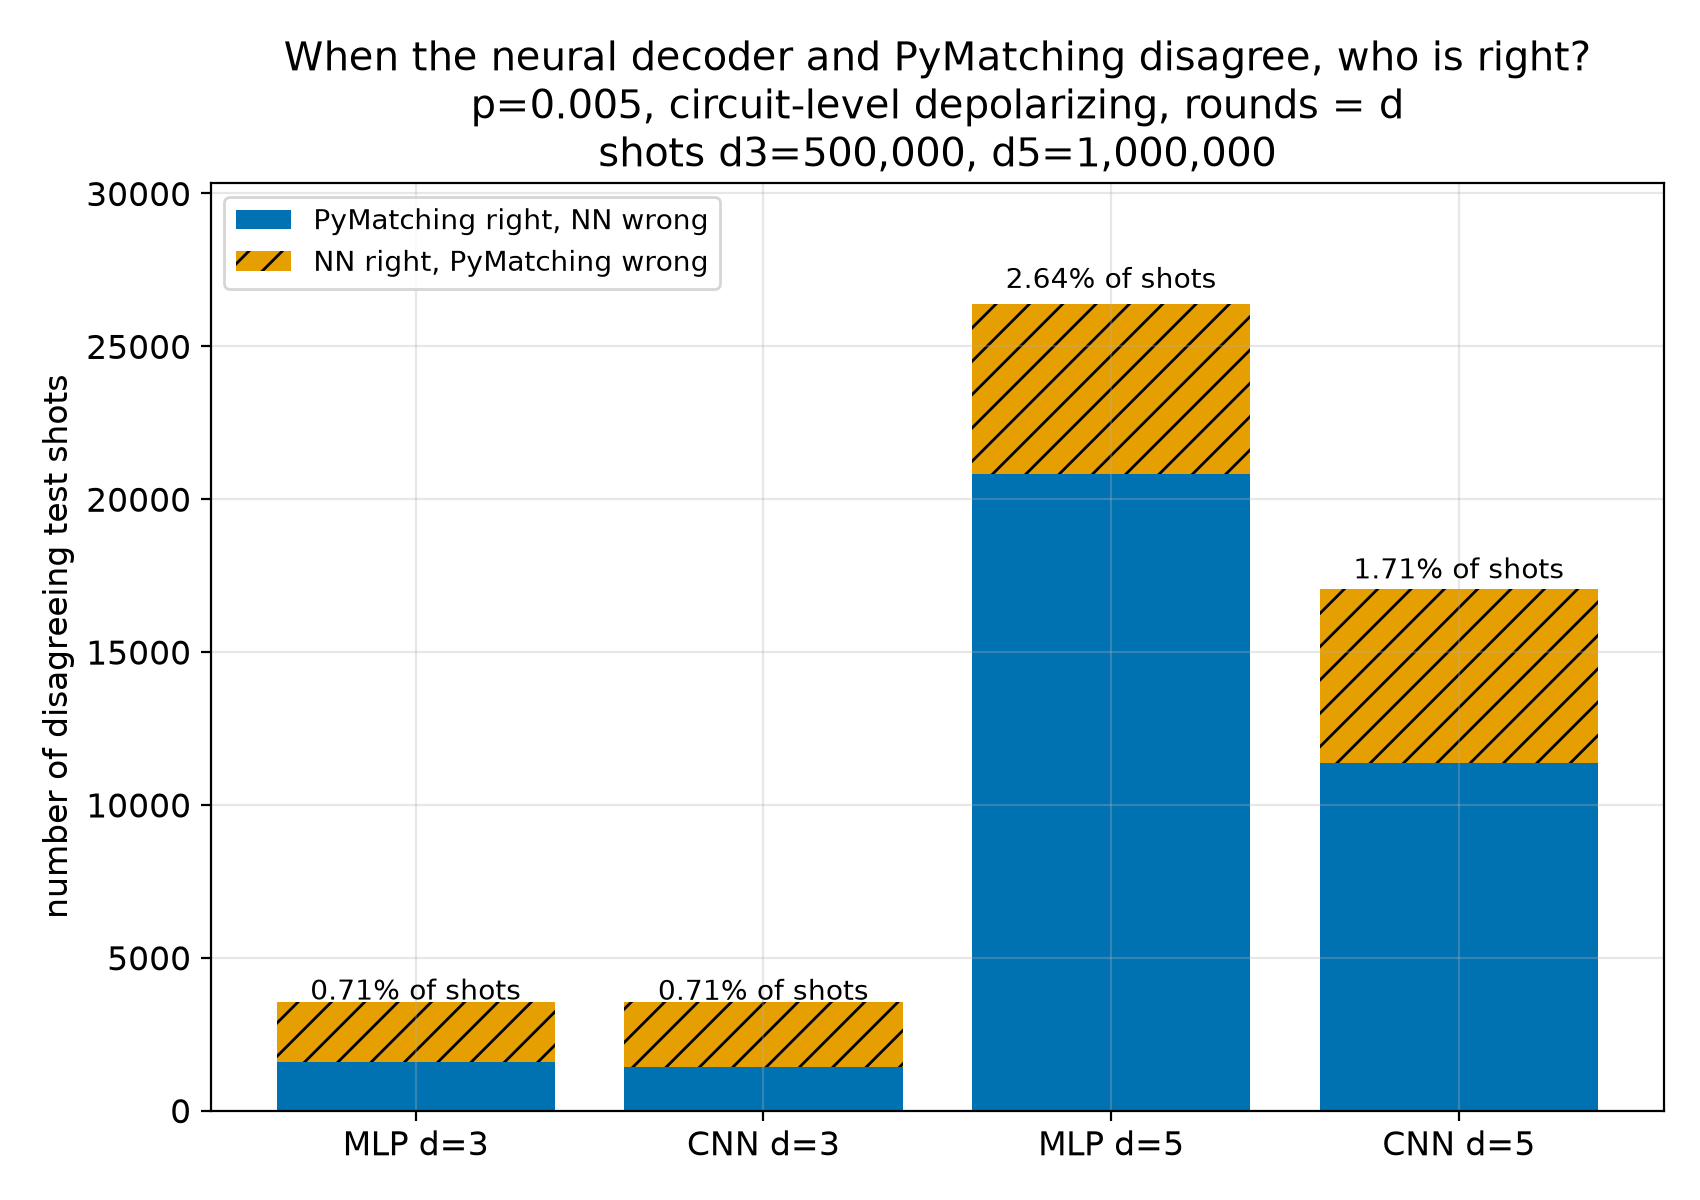 When the neural decoder and PyMatching disagree, who is right?
p=0.005, circuit-level depolarizing, rounds = d
shots d3=500,000, d5=1,000,000
30000
25000
20000
15000
10000
5000
0
number of disagreeing test shots
PyMatching right, NN wrong
NN right, PyMatching wrong
0.71% of shots
0.71% of shots
2.64% of shots
1.71% of shots
MLP d=3
CNN d=3
MLP d=5
CNN d=5